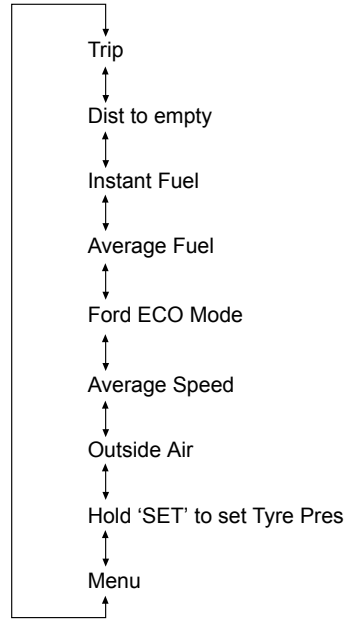 Trip
Dist to empty
Instant Fuel
Average Fuel
Ford ECO Mode
Average Speed
Outside Air
Hold ‘SET’ to set Tyre Pres
Menu